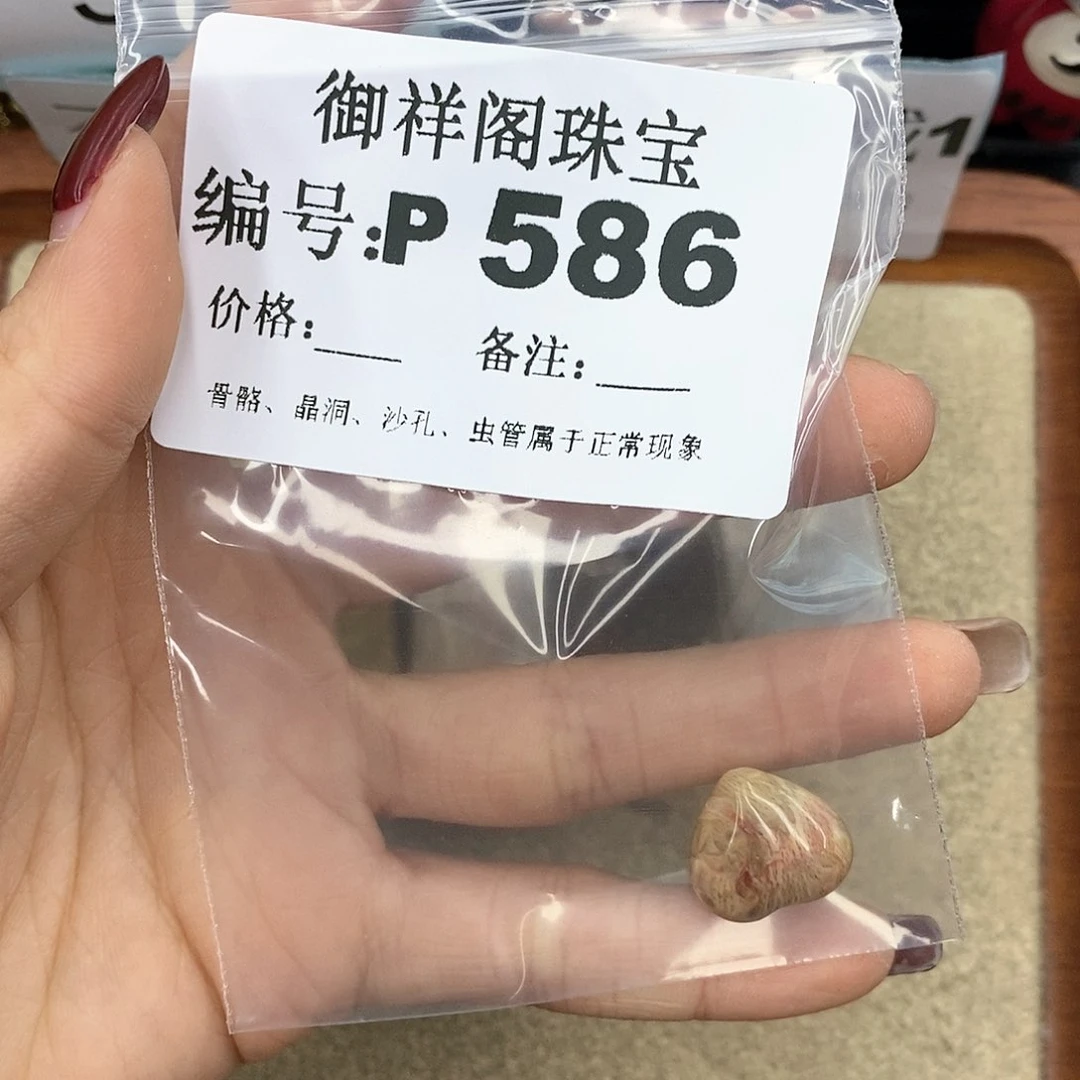 御祥阁珠宝
编号:P 586
价格:____ 备注:____
骨骼、晶洞、沙孔、虫管属于正常现象
1